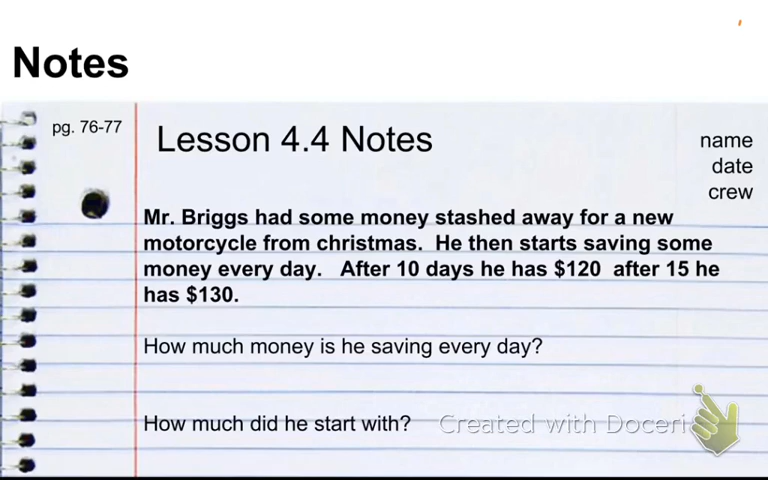 Notes
pg. 76-77
Lesson 4.4 Notes
name
date
crew
Mr. Briggs had some money stashed away for a new
motorcycle from christmas.  He then starts saving some
money every day.   After 10 days he has $120  after 15 he
has $130.
How much money is he saving every day?
How much did he start with?
Created with Doceri